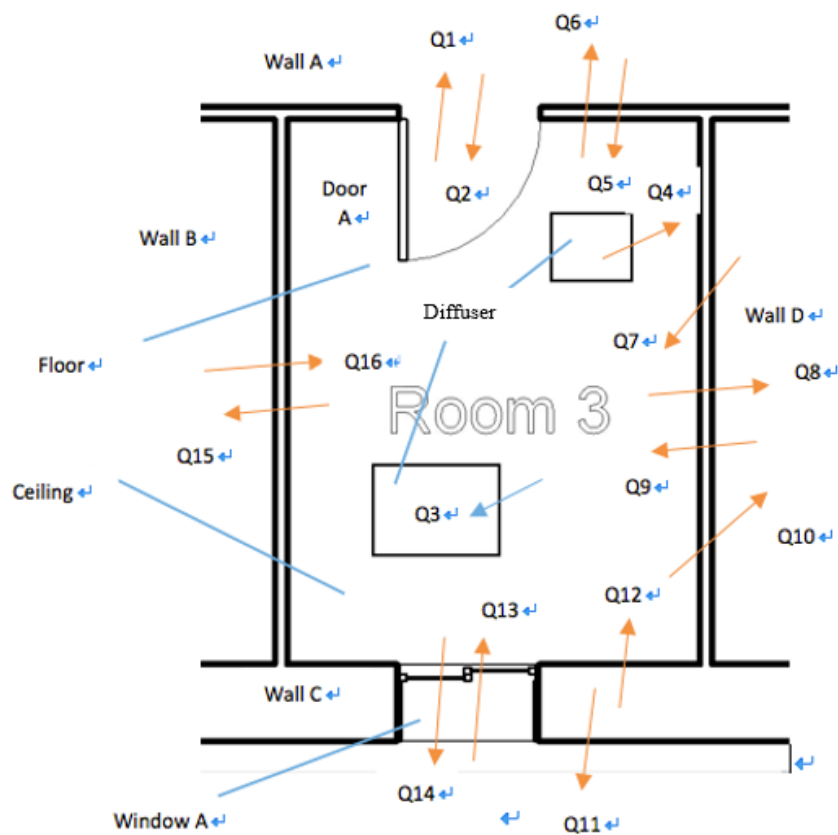 Q6
Q1
Wall A
Door
A
Q2
Q5
Q4
Wall B
Diffuser
Wall D
Q7
Floor
Q16
Q8
Room 3
Q15
Q9
Ceiling
Q3
Q10
Q12
Q13
Wall C
Q14
Window A
Q11